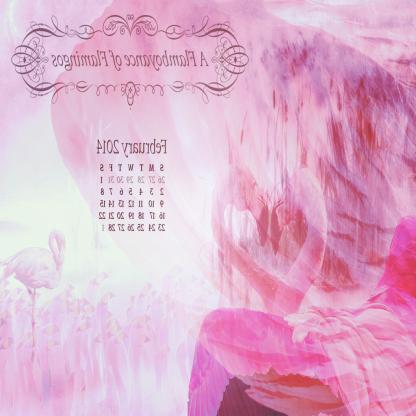 A Flamboyance of Flamingos
February 2014
S M T W T F S
26 27 28 29 30 31 1
2 3 4 5 6 7 8
9 10 11 12 13 14 15
16 17 18 19 20 21 22
23 24 25 26 27 28 1